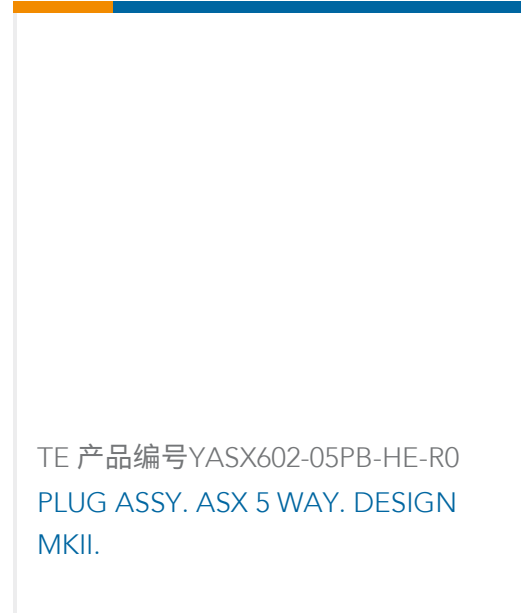 TE 产品编号YASX602-05PB-HE-R0
PLUG ASSY. ASX 5 WAY. DESIGN
MKII.